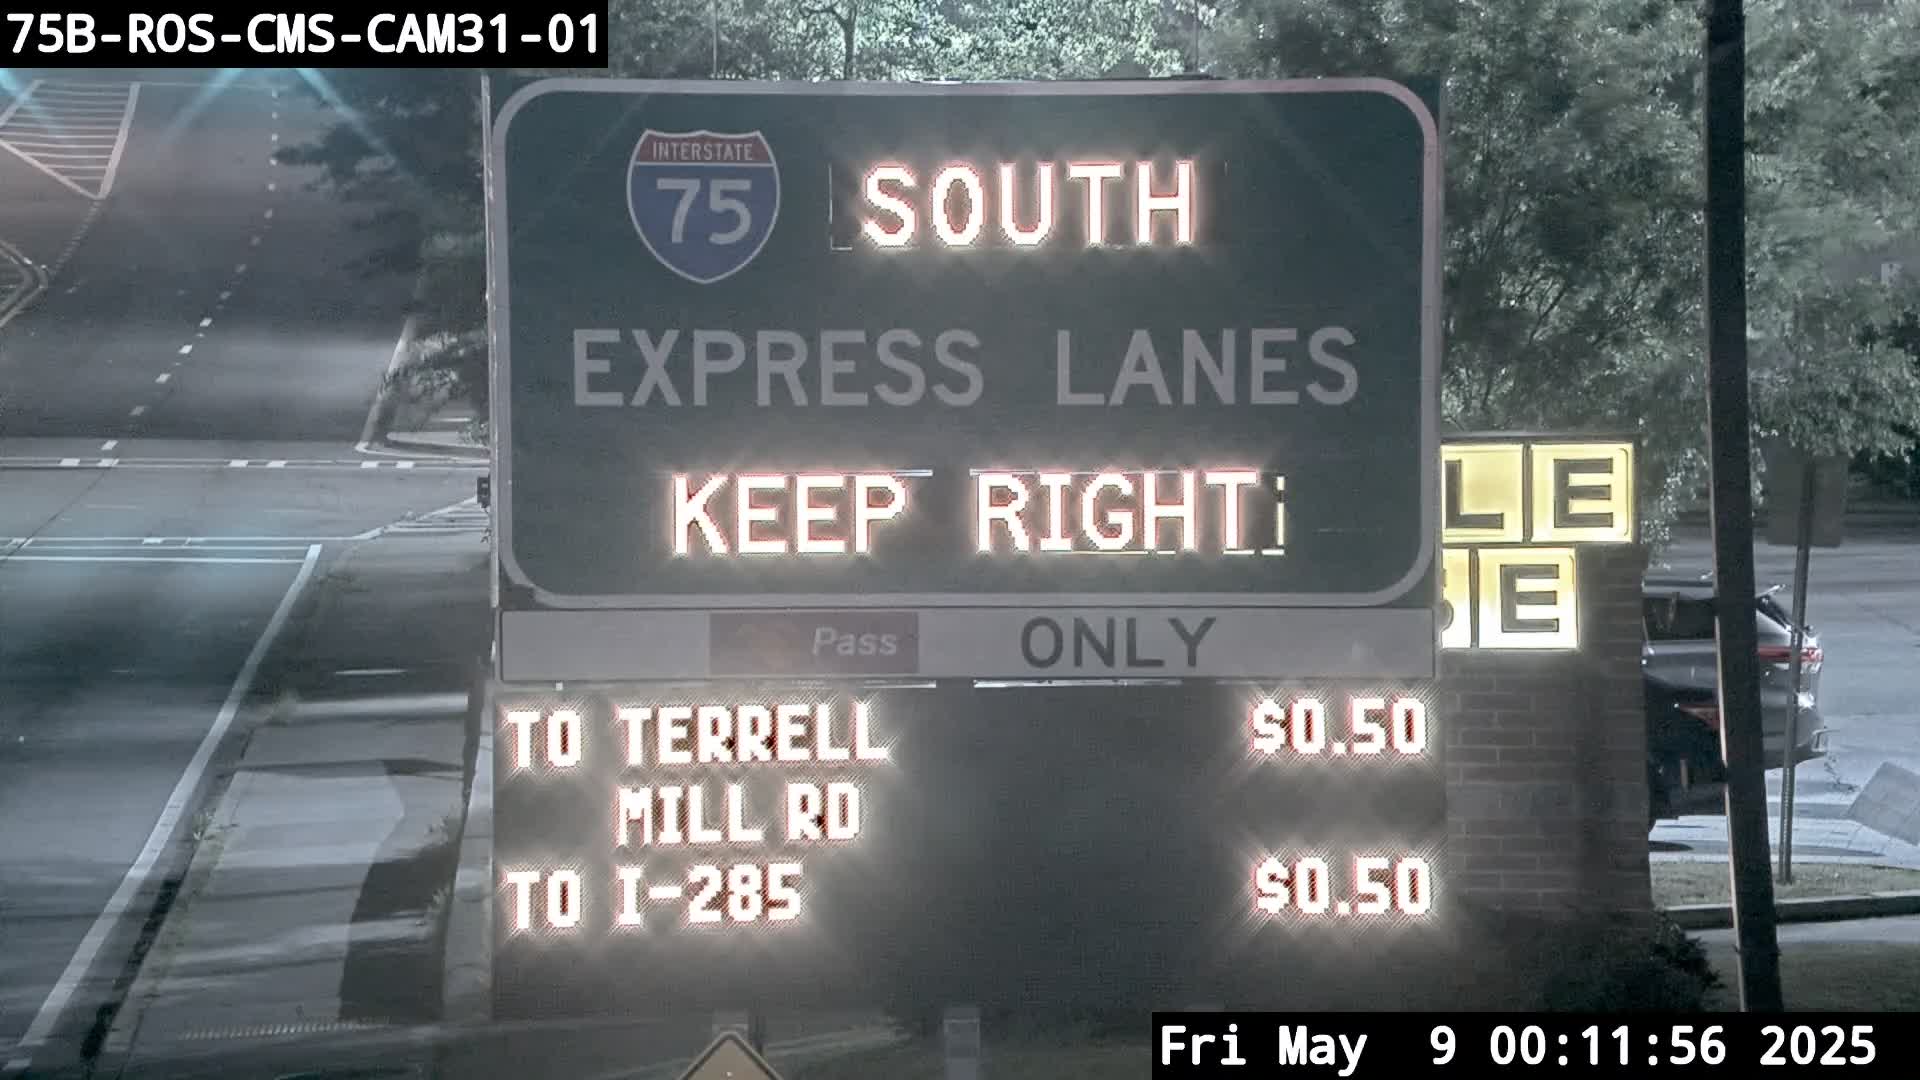 75B-ROS-CMS-CAM31-01
INTERSTATE
75
SOUTH
EXPRESS LANES
KEEP RIGHT
Pass ONLY
TO TERRELL $0.50
MILL RD
TO I-285 $0.50
LE
E
Fri May 9 00:11:56 2025